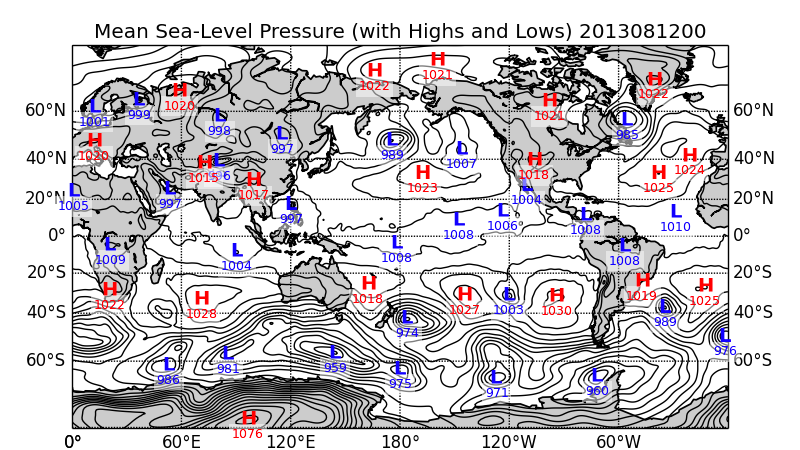 Mean Sea-Level Pressure (with Highs and Lows) 2013081200
H 1021
H 1022
H 1022
H 1020
L 999
L 1001
H 1021
60°N
60°N
L 998
L 985
L 997
H 1020
L 989
L 1007
40°N
40°N
H 1024
H 1015
L
H 1018
H 1023
H 1025
H 1017
L 997
L 1005
L 1004
20°N
20°N
L 997
L 1006
L 1010
L 1008
L 1008
0°
0°
L 1009
L 1004
L 1008
L 1008
20°S
20°S
H 1022
H 1028
H 1018
H 1027
L 1003
H 1030
H 1019
H 1025
40°S
40°S
L 974
L 989
L 976
60°S
60°S
L 986
L 981
L 959
L 975
L 971
L 960
H 1076
0°
60°E
120°E
180°
120°W
60°W